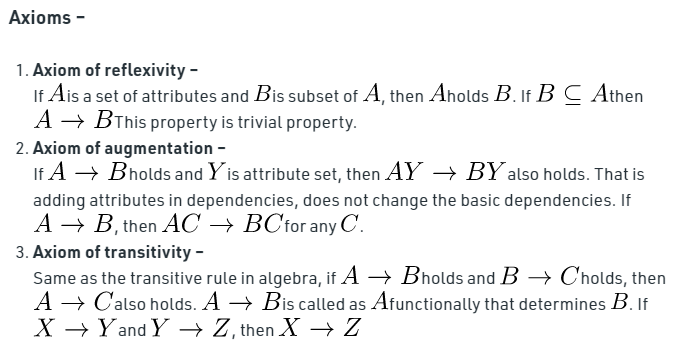 Axioms –
1. Axiom of reflexivity –
If A is a set of attributes and B is subset of A, then A holds B. If B ⊆ A then
A → B This property is trivial property.
2. Axiom of augmentation –
If A → B holds and Y is attribute set, then AY → BY also holds. That is
adding attributes in dependencies, does not change the basic dependencies. If
A → B, then AC → BC for any C.
3. Axiom of transitivity –
Same as the transitive rule in algebra, if A → B holds and B → C holds, then
A → C also holds. A → B is called as A functionally that determines B. If
X → Y and Y → Z, then X → Z